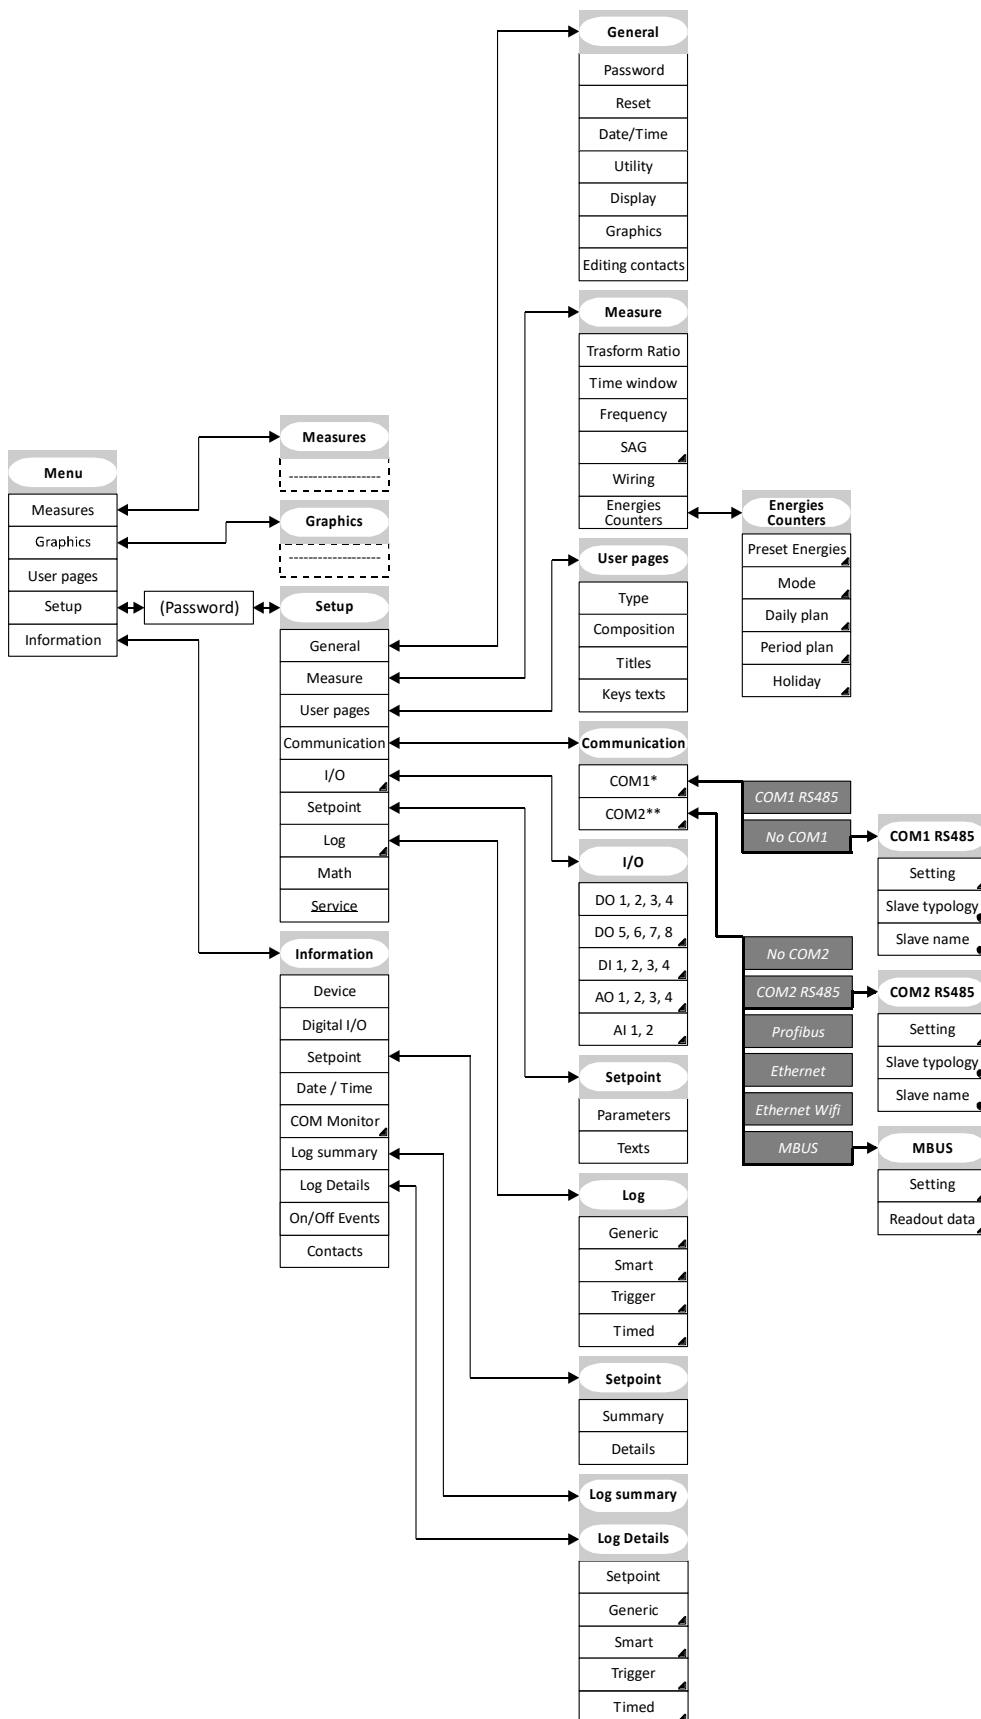 Menu
Measures
Graphics
User pages
Setup
Information
(Password)
Measures
--------------------
Graphics
--------------------
Setup
General
Measure
User pages
Communication
I/O
Setpoint
Log
Math
Service
Information
Device
Digital I/O
Setpoint
Date / Time
COM Monitor
Log summary
Log Details
On/Off Events
Contacts
General
Password
Reset
Date/Time
Utility
Display
Graphics
Editing contacts
Measure
Trasform Ratio
Time window
Frequency
SAG
Wiring
Energies
Counters
User pages
Type
Composition
Titles
Keys texts
Communication
COM1*
COM2**
I/O
DO 1, 2, 3, 4
DO 5, 6, 7, 8
DI 1, 2, 3, 4
AO 1, 2, 3, 4
AI 1, 2
Setpoint
Parameters
Texts
Log
Generic
Smart
Trigger
Timed
Setpoint
Summary
Details
Log summary
Log Details
Setpoint
Generic
Smart
Trigger
Timed
Energies
Counters
Preset Energies
Mode
Daily plan
Period plan
Holiday
COM1 RS485
No COM1
No COM2
COM2 RS485
Profibus
Ethernet
Ethernet Wifi
MBUS
COM1 RS485
Setting
Slave typology
Slave name
COM2 RS485
Setting
Slave typology
Slave name
MBUS
Setting
Readout data